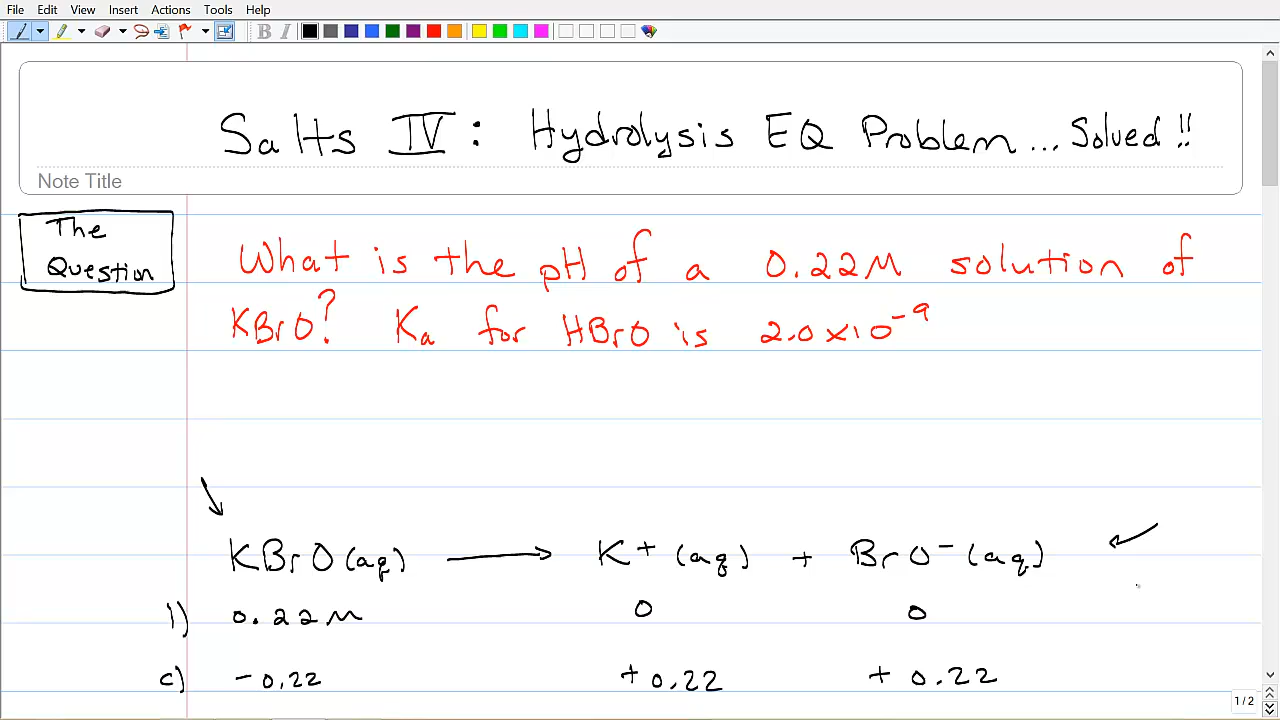 File Edit View Insert Actions Tools Help
B I
Salts IV: Hydrolysis EQ Problem... Solved!!
Note Title
The
Question
What is the pH of a 0.22M solution of
KBrO? Ka for HBrO is 2.0x10⁻⁹
KBrO(aq) → K+(aq) + BrO⁻(aq)
I) 0.22M 0 0
c) -0.22 +0.22 +0.22
1/2